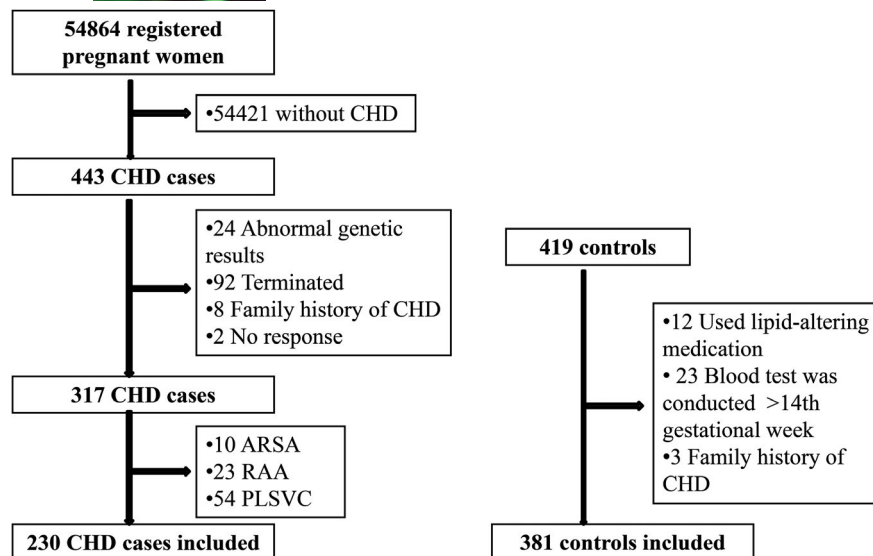 54864 registered
pregnant women
•54421 without CHD
443 CHD cases
•24 Abnormal genetic
results
•92 Terminated
•8 Family history of CHD
•2 No response
317 CHD cases
•10 ARSA
•23 RAA
•54 PLSVC
230 CHD cases included
419 controls
•12 Used lipid-altering
medication
• 23 Blood test was
conducted >14th
gestational week
•3 Family history of
CHD
381 controls included